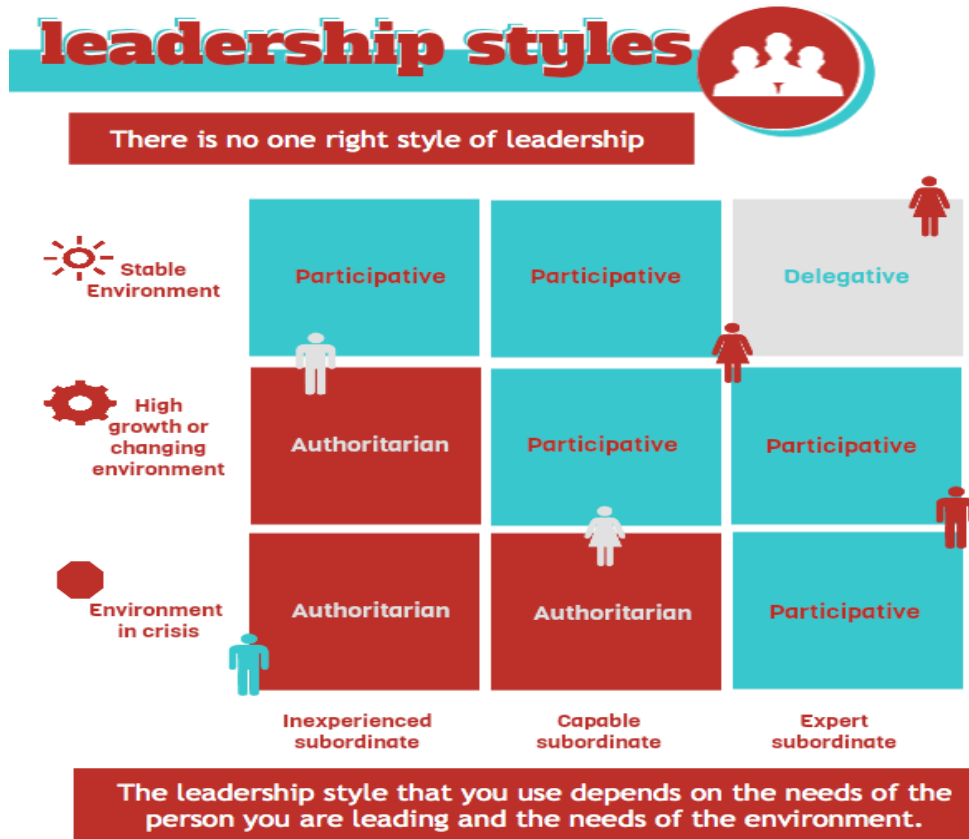 leadership styles
There is no one right style of leadership
Stable
Environment
Participative
Participative
Delegative
High
growth or
changing
environment
Authoritarian
Participative
Participative
Environment
in crisis
Authoritarian
Authoritarian
Participative
Inexperienced
subordinate
Capable
subordinate
Expert
subordinate
The leadership style that you use depends on the needs of the
person you are leading and the needs of the environment.